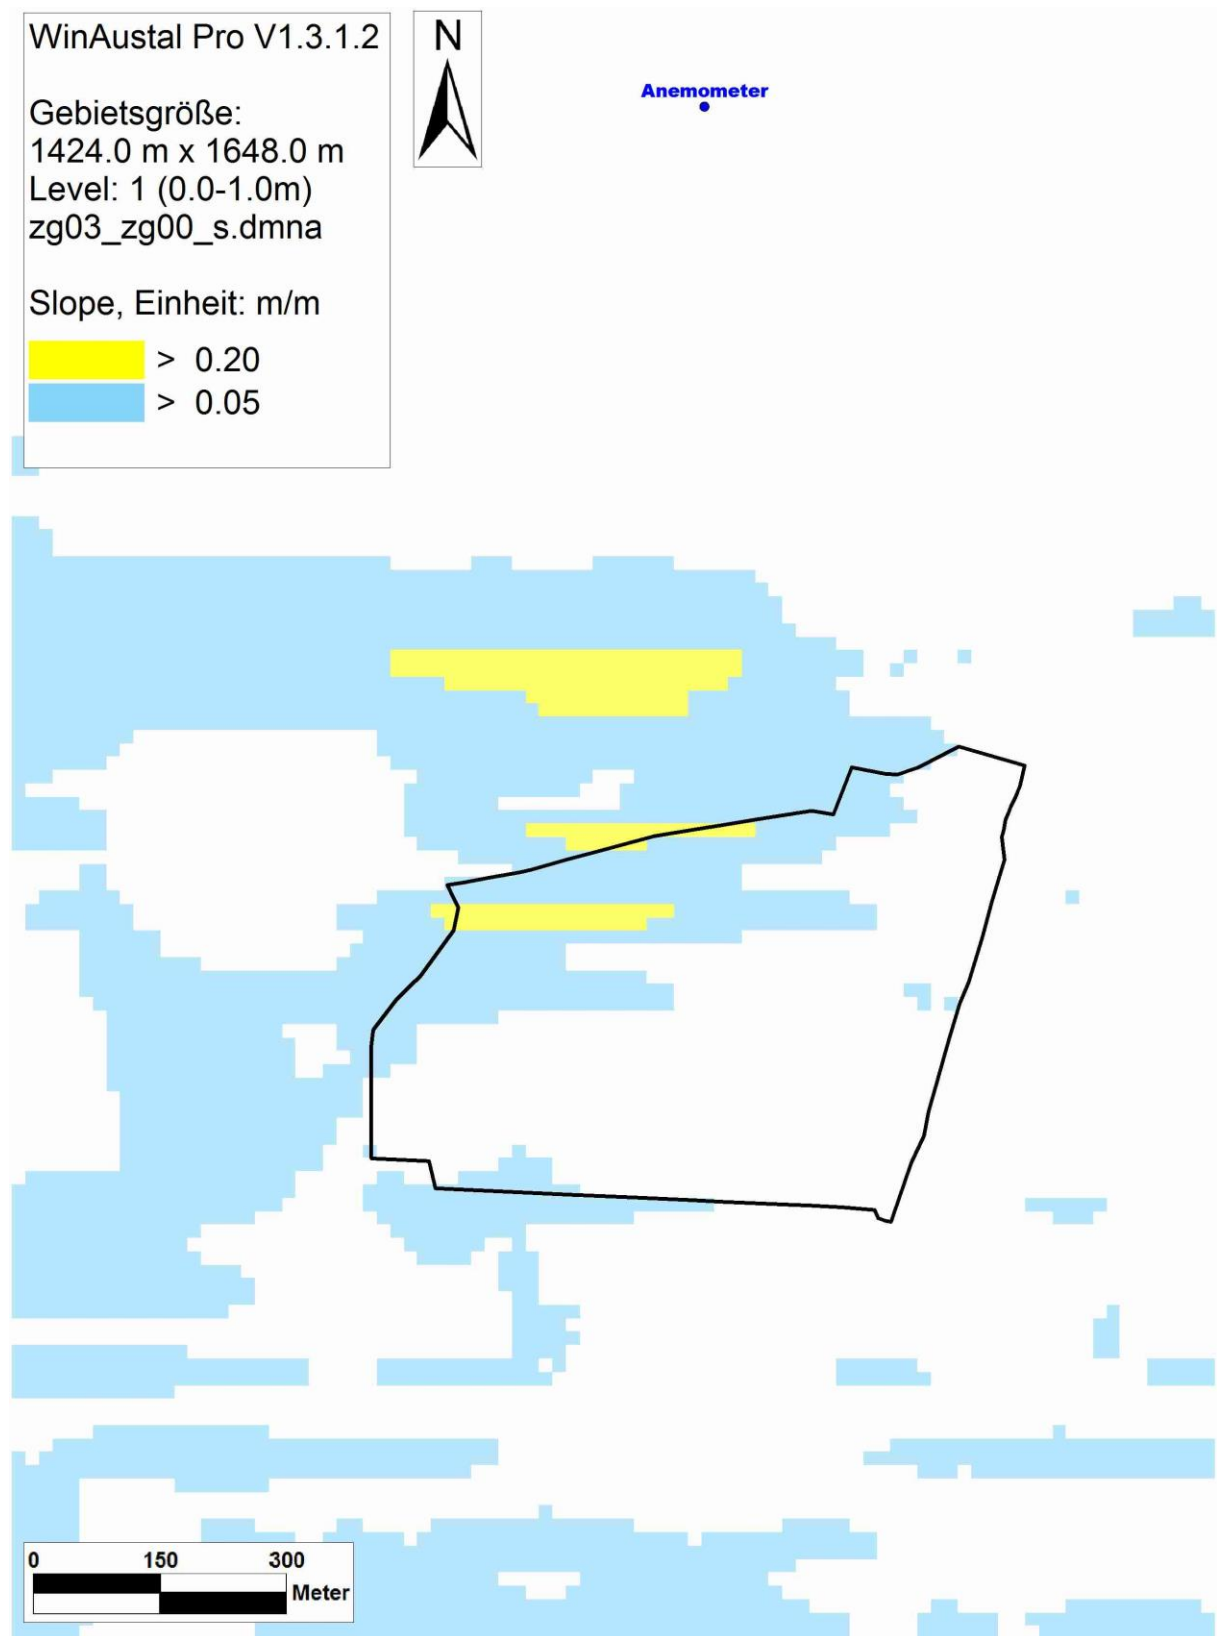 WinAustal Pro V1.3.1.2
Gebietsgröße:
1424.0 m x 1648.0 m
Level: 1 (0.0-1.0m)
zg03_zg00_s.dmna
Slope, Einheit: m/m
> 0.20
> 0.05
N
Anemometer
0 150 300
Meter